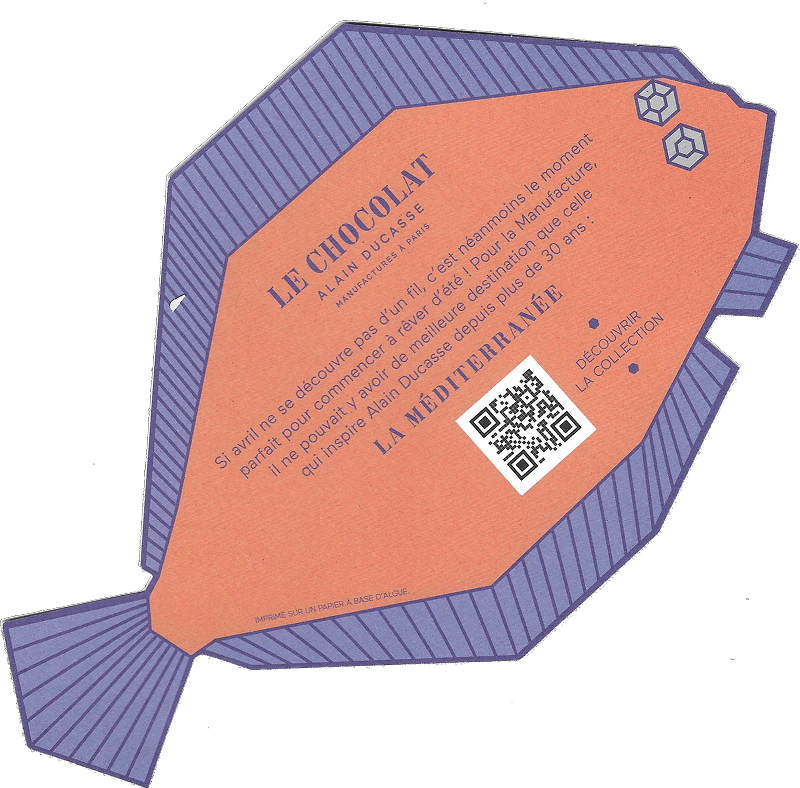 LE CHOCOLAT
ALAIN DUCASSE
MANUFACTURÉS À PARIS
Si avril ne se découvre pas d'un fil, c'est néanmoins le moment
parfait pour commencer à rêver d'été ! Pour la Manufacture,
il ne pouvait y avoir de meilleure destination que celle
qui inspire Alain Ducasse depuis plus de 30 ans :
LA MÉDITERRANÉE
DÉCOUVRIR
LA COLLECTION
IMPRIMÉ SUR UN PAPIER À BASE D'ALGUE.